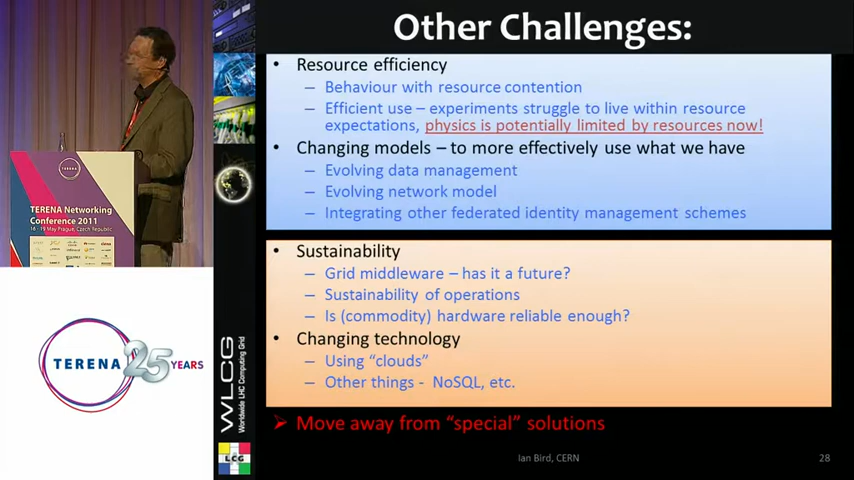 Other Challenges:
• Resource efficiency
– Behaviour with resource contention
– Efficient use – experiments struggle to live within resource
expectations, physics is potentially limited by resources now!
• Changing models – to more effectively use what we have
– Evolving data management
– Evolving network model
– Integrating other federated identity management schemes
• Sustainability
– Grid middleware – has it a future?
– Sustainability of operations
– Is (commodity) hardware reliable enough?
• Changing technology
– Using “clouds”
– Other things - NoSQL, etc.
➢ Move away from “special” solutions
Ian Bird, CERN
28
WLCG
Worldwide LHC Computing Grid
LCG
TERENA
TERENA Networking
Conference 2011
16 - 19 May Prague, Czech Republic
TERENA 25 YEARS